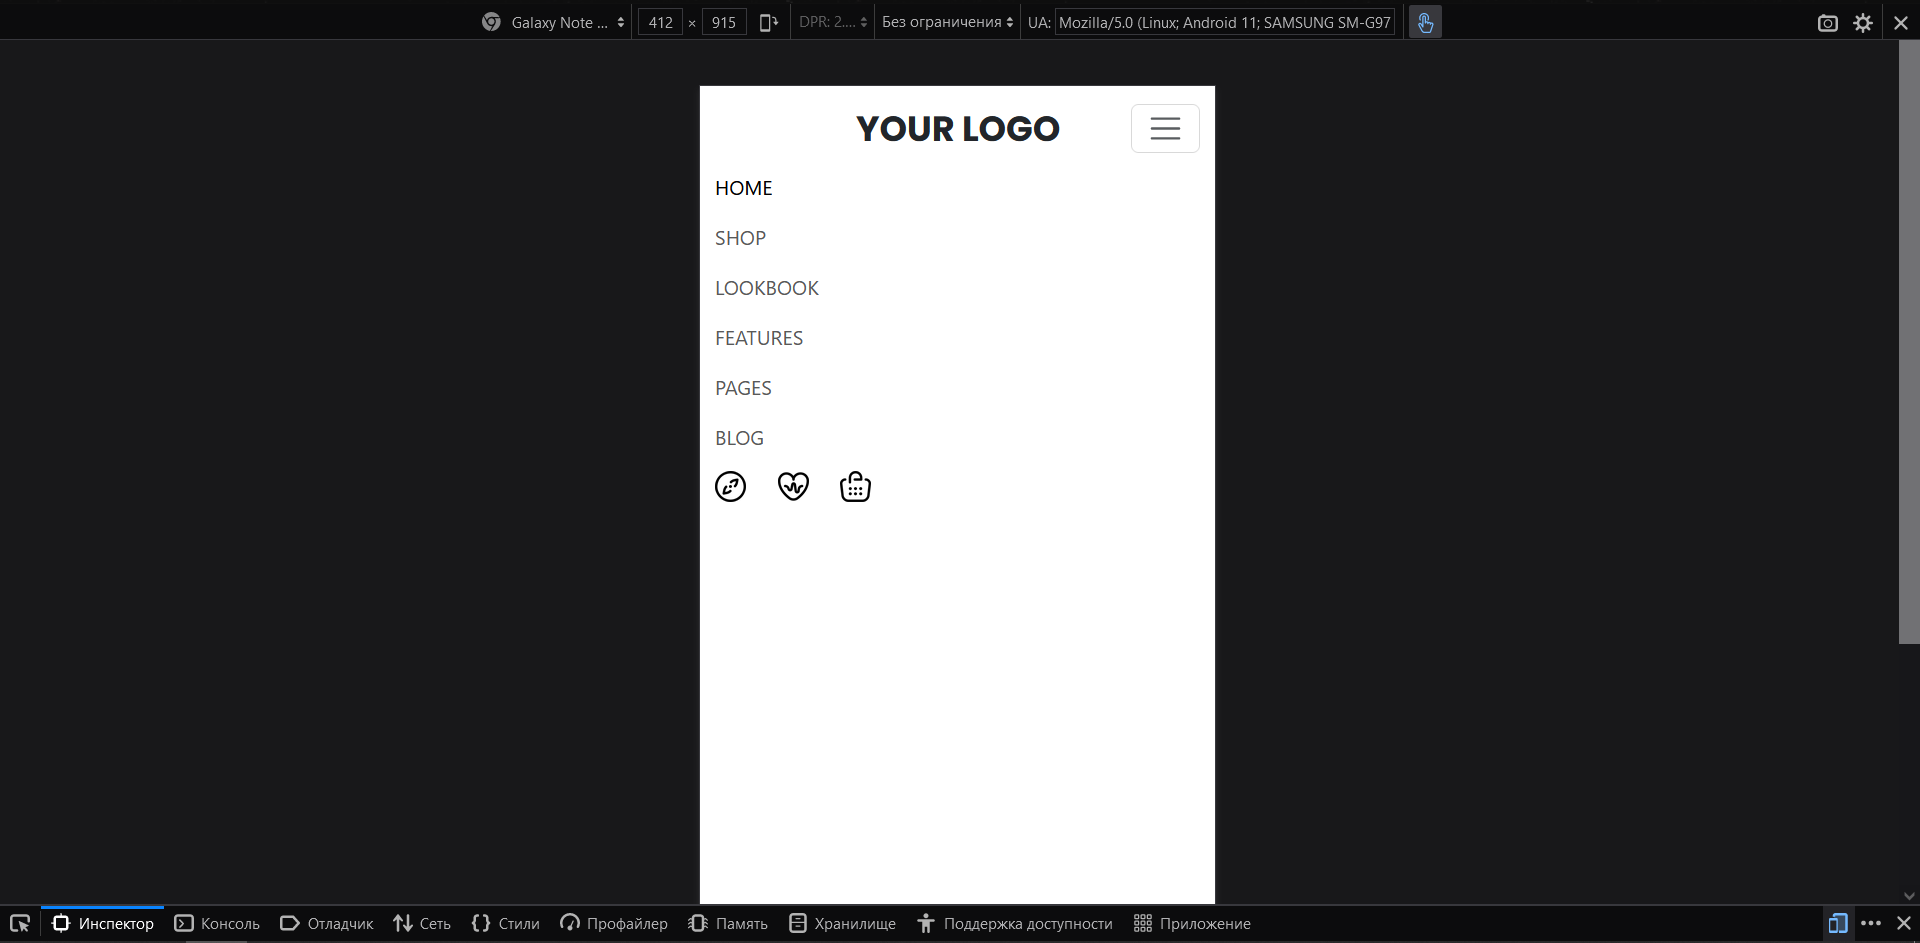 Galaxy Note ... 412 × 915 DPR: 2.... Без ограничения UA: Mozilla/5.0 (Linux; Android 11; SAMSUNG SM-G97
YOUR LOGO
HOME
SHOP
LOOKBOOK
FEATURES
PAGES
BLOG
Инспектор Консоль Отладчик Сеть Стили Профайлер Память Хранилище Поддержка доступности Приложение